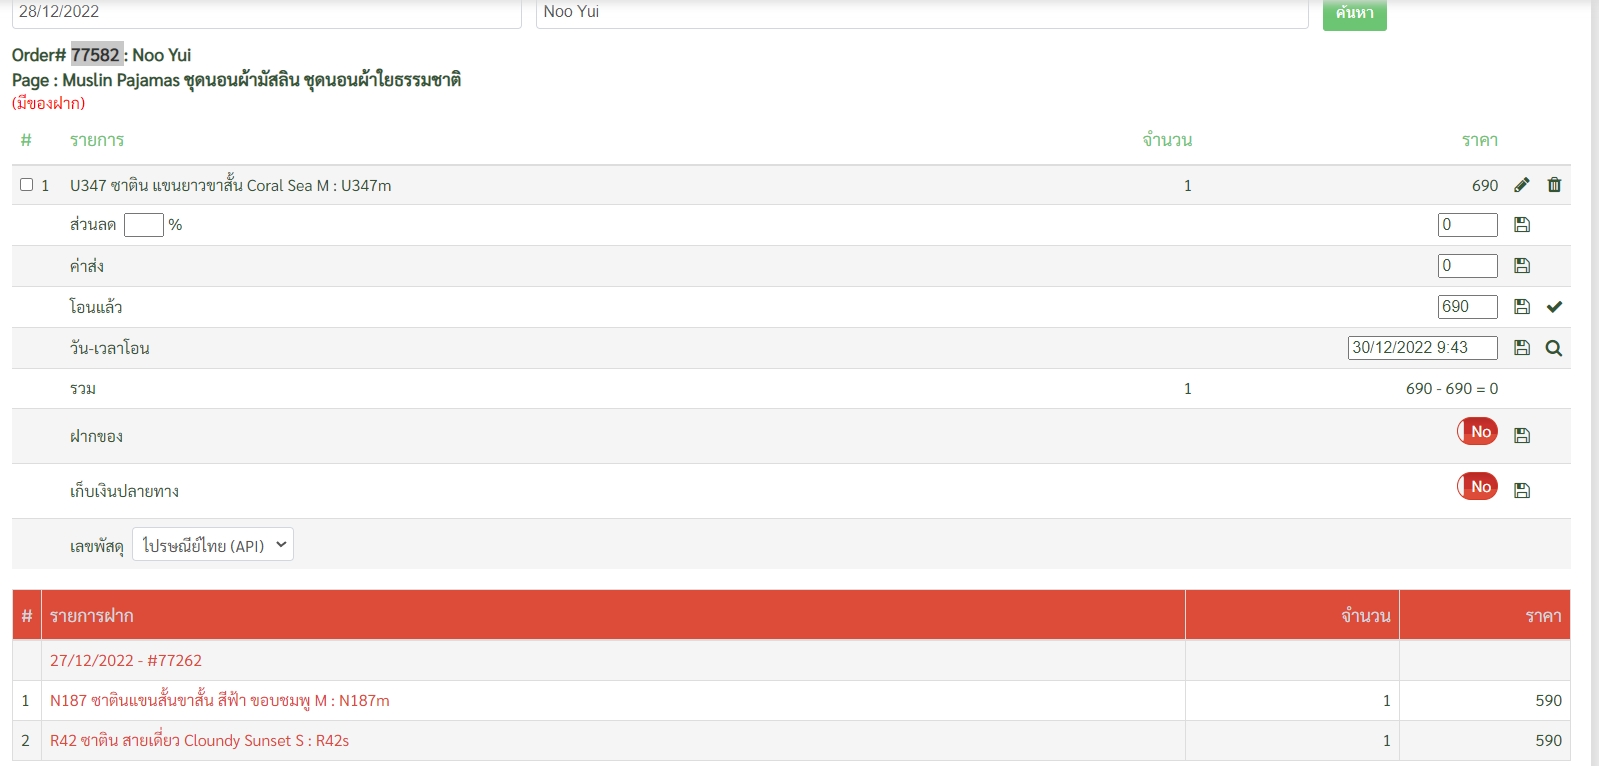 28/12/2022 Noo Yui ค้นหา
Order# 77582 : Noo Yui
Page : Muslin Pajamas ชุดนอนผ้ามัสลิน ชุดนอนผ้าใยธรรมชาติ
(มีของฝาก)
# รายการ จำนวน ราคา
1 U347 ซาติน แขนยาวขาสั้น Coral Sea M : U347m 1 690
ส่วนลด % 0
ค่าส่ง 0
โอนแล้ว 690
วัน-เวลาโอน 30/12/2022 9:43
รวม 1 690 - 690 = 0
ฝากของ No
เก็บเงินปลายทาง No
เลขพัสดุ ไปรษณีย์ไทย (API)
# รายการฝาก จำนวน ราคา
27/12/2022 - #77262
1 N187 ซาตินแขนสั้นขาสั้น สีฟ้า ขอบชมพู M : N187m 1 590
2 R42 ซาติน สายเดี่ยว Cloundy Sunset S : R42s 1 590